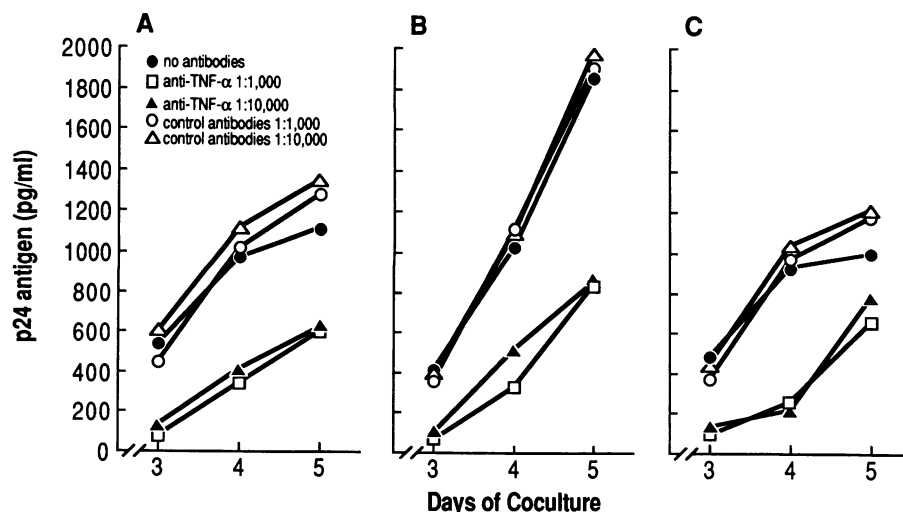 A
B
C
2000
1800
1600
1400
1200
1000
800
600
400
200
0
p24 antigen (pg/ml)
no antibodies
anti-TNF-α 1:1,000
anti-TNF-α 1:10,000
control antibodies 1:1,000
control antibodies 1:10,000
3 4 5
3 4 5
3 4 5
Days of Coculture